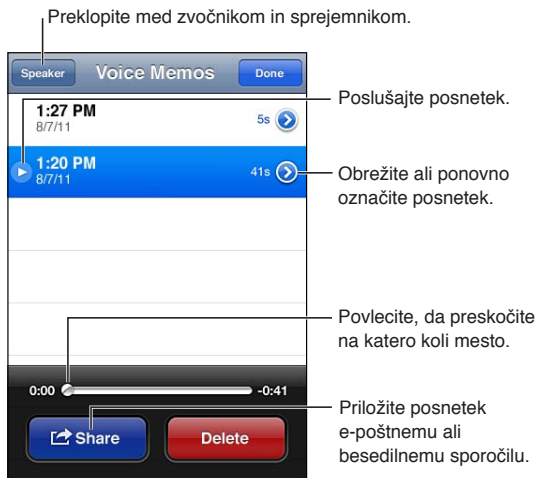 Preklopite med zvočnikom in sprejemnikom.
Speaker
Voice Memos
Done
1:27 PM
8/7/11
5s
Poslušajte posnetek.
1:20 PM
8/7/11
41s
Obrežite ali ponovno
označite posnetek.
Povlecite, da preskočite
na katero koli mesto.
0:00
-0:41
Share
Delete
Priložite posnetek
e-poštnemu ali
besedilnemu sporočilu.